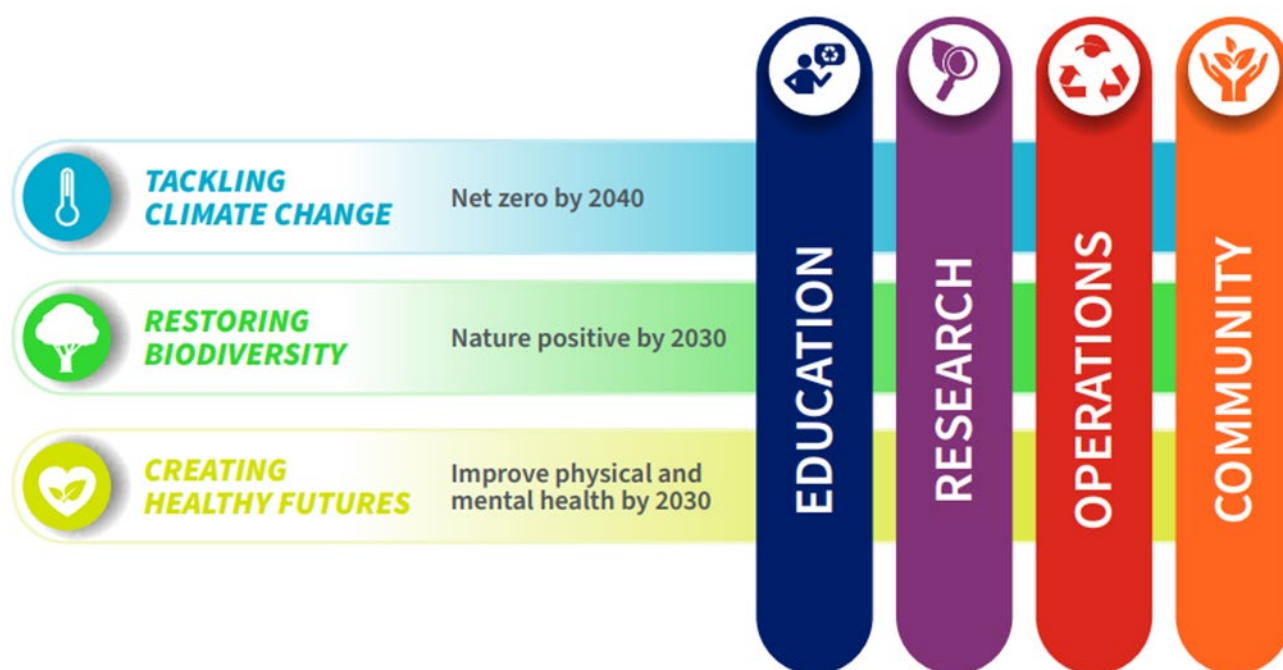 TACKLING
CLIMATE CHANGE
Net zero by 2040
RESTORING
BIODIVERSITY
Nature positive by 2030
CREATING
HEALTHY FUTURES
Improve physical and
mental health by 2030
EDUCATION
RESEARCH
OPERATIONS
COMMUNITY